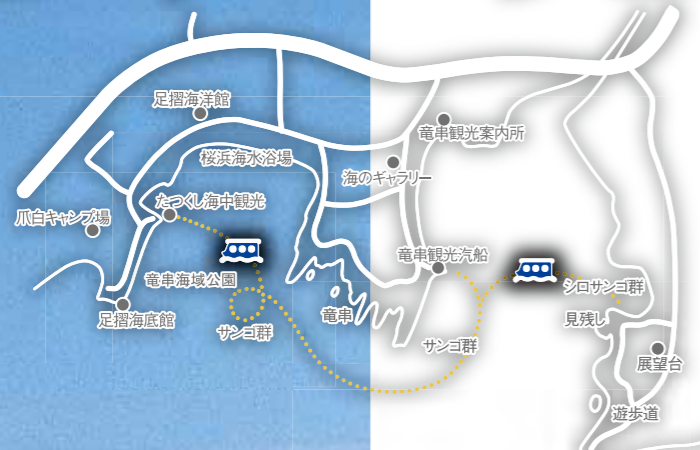 足摺海洋館
竜串観光案内所
桜浜海水浴場
海のギャラリー
たつくし海中観光
爪白キャンプ場
竜串観光汽船
竜串海域公園
シロサンゴ群
足摺海底館
竜串
見残し
サンゴ群
サンゴ群
展望台
遊歩道